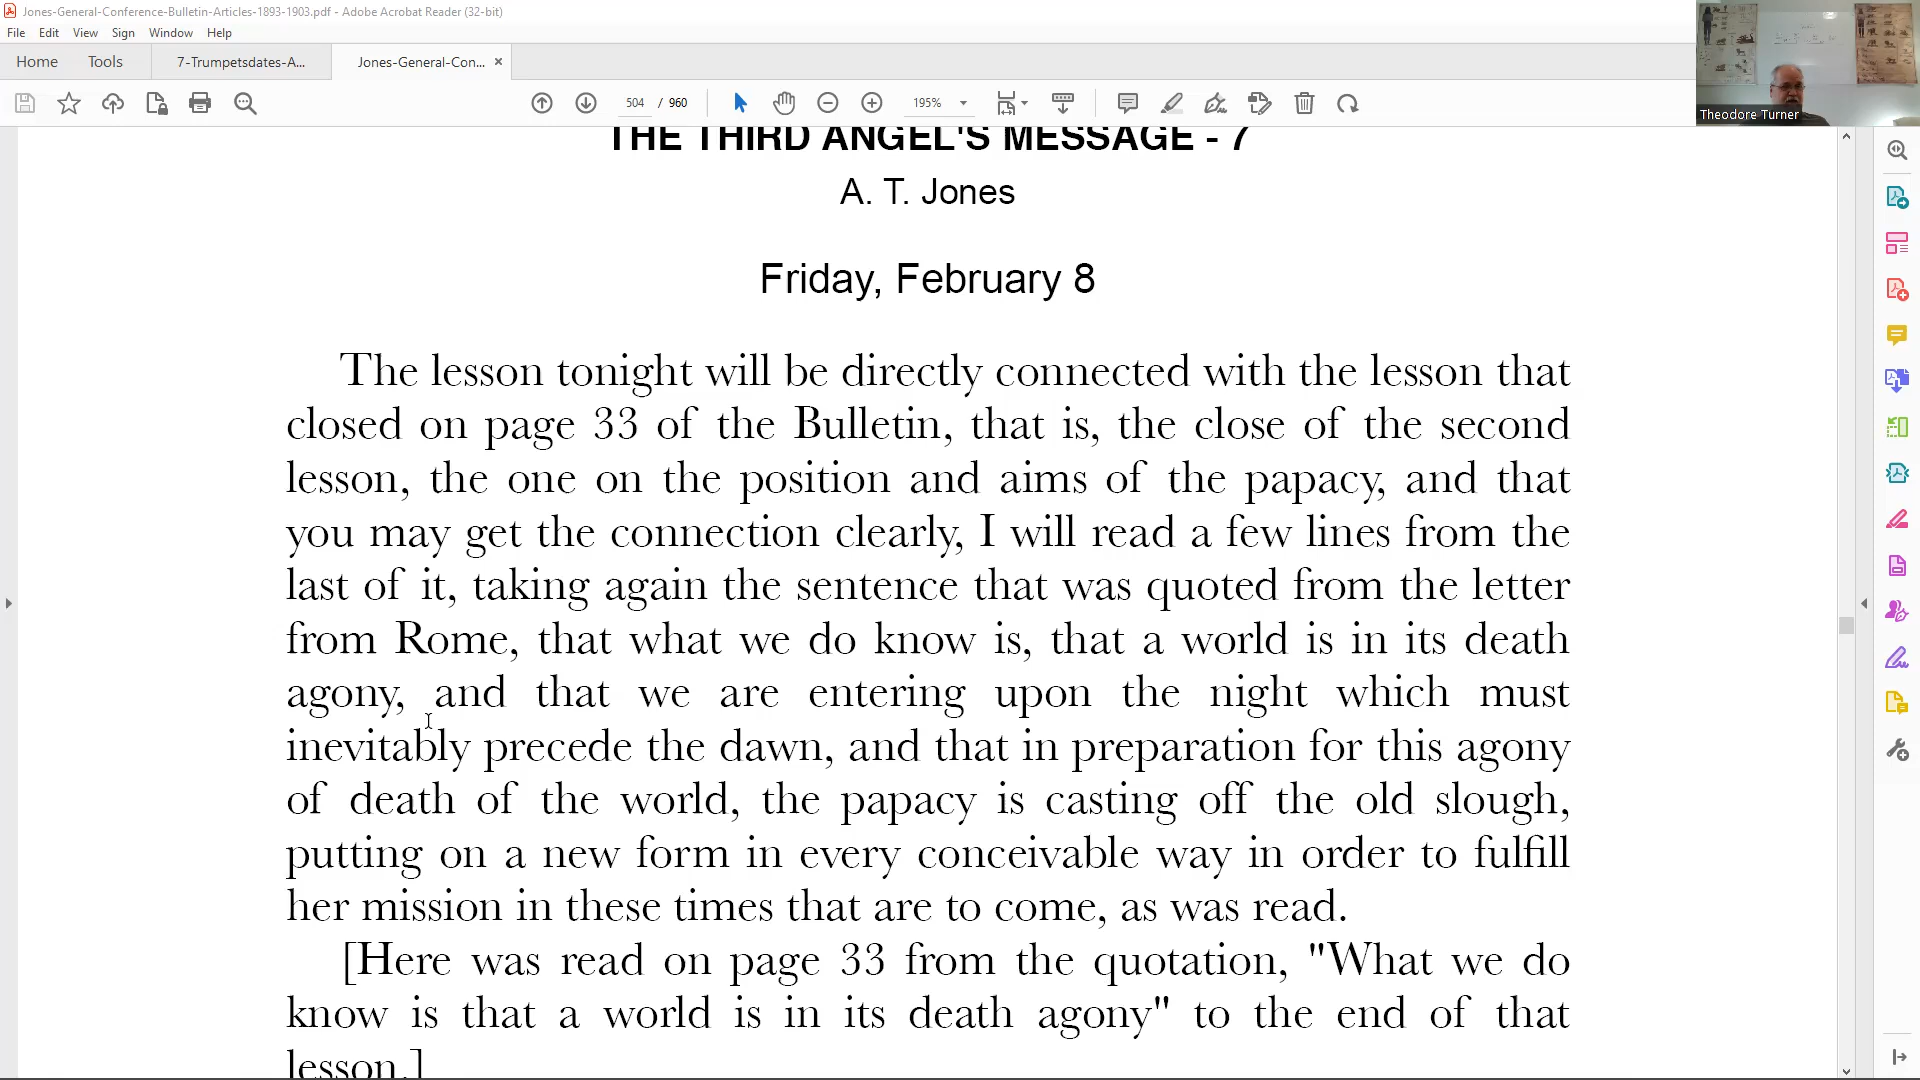 Jones-General-Conference-Bulletin-Articles-1893-1903.pdf - Adobe Acrobat Reader (32-bit)
File Edit View Sign Window Help
Home Tools 7-Trumpetsdates-A... Jones-General-Con... ×
504 / 960 195%
Theodore Turner
THE THIRD ANGEL'S MESSAGE - 7
A. T. Jones
Friday, February 8
The lesson tonight will be directly connected with the lesson that
closed on page 33 of the Bulletin, that is, the close of the second
lesson, the one on the position and aims of the papacy, and that
you may get the connection clearly, I will read a few lines from the
last of it, taking again the sentence that was quoted from the letter
from Rome, that what we do know is, that a world is in its death
agony, and that we are entering upon the night which must
inevitably precede the dawn, and that in preparation for this agony
of death of the world, the papacy is casting off the old slough,
putting on a new form in every conceivable way in order to fulfill
her mission in these times that are to come, as was read.
[Here was read on page 33 from the quotation, "What we do
know is that a world is in its death agony" to the end of that
lesson.]